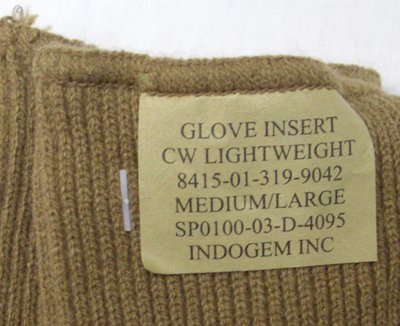 GLOVE INSERT
CW LIGHTWEIGHT
8415-01-319-9042
MEDIUM/LARGE
SP0100-03-D-4095
INDOGEM INC